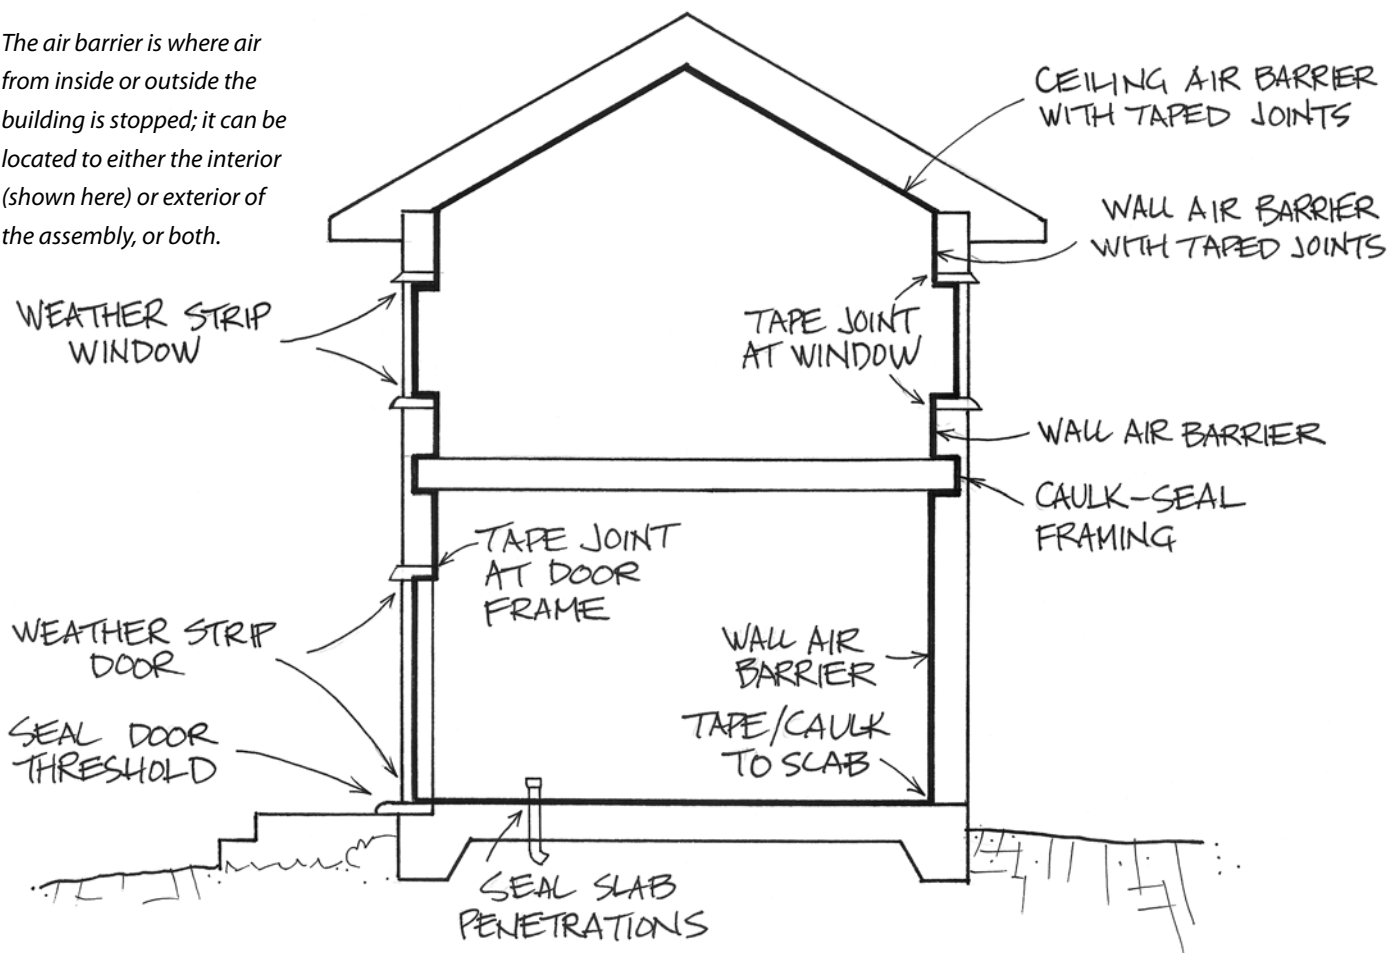 The air barrier is where air
from inside or outside the
building is stopped; it can be
located to either the interior
(shown here) or exterior of
the assembly, or both.
CEILING AIR BARRIER
WITH TAPED JOINTS
WALL AIR BARRIER
WITH TAPED JOINTS
WEATHER STRIP
WINDOW
TAPE JOINT
AT WINDOW
WALL AIR BARRIER
CAULK-SEAL
FRAMING
TAPE JOINT
AT DOOR
FRAME
WEATHER STRIP
DOOR
WALL AIR
BARRIER
SEAL DOOR
THRESHOLD
TAPE/CAULK
TO SLAB
SEAL SLAB
PENETRATIONS